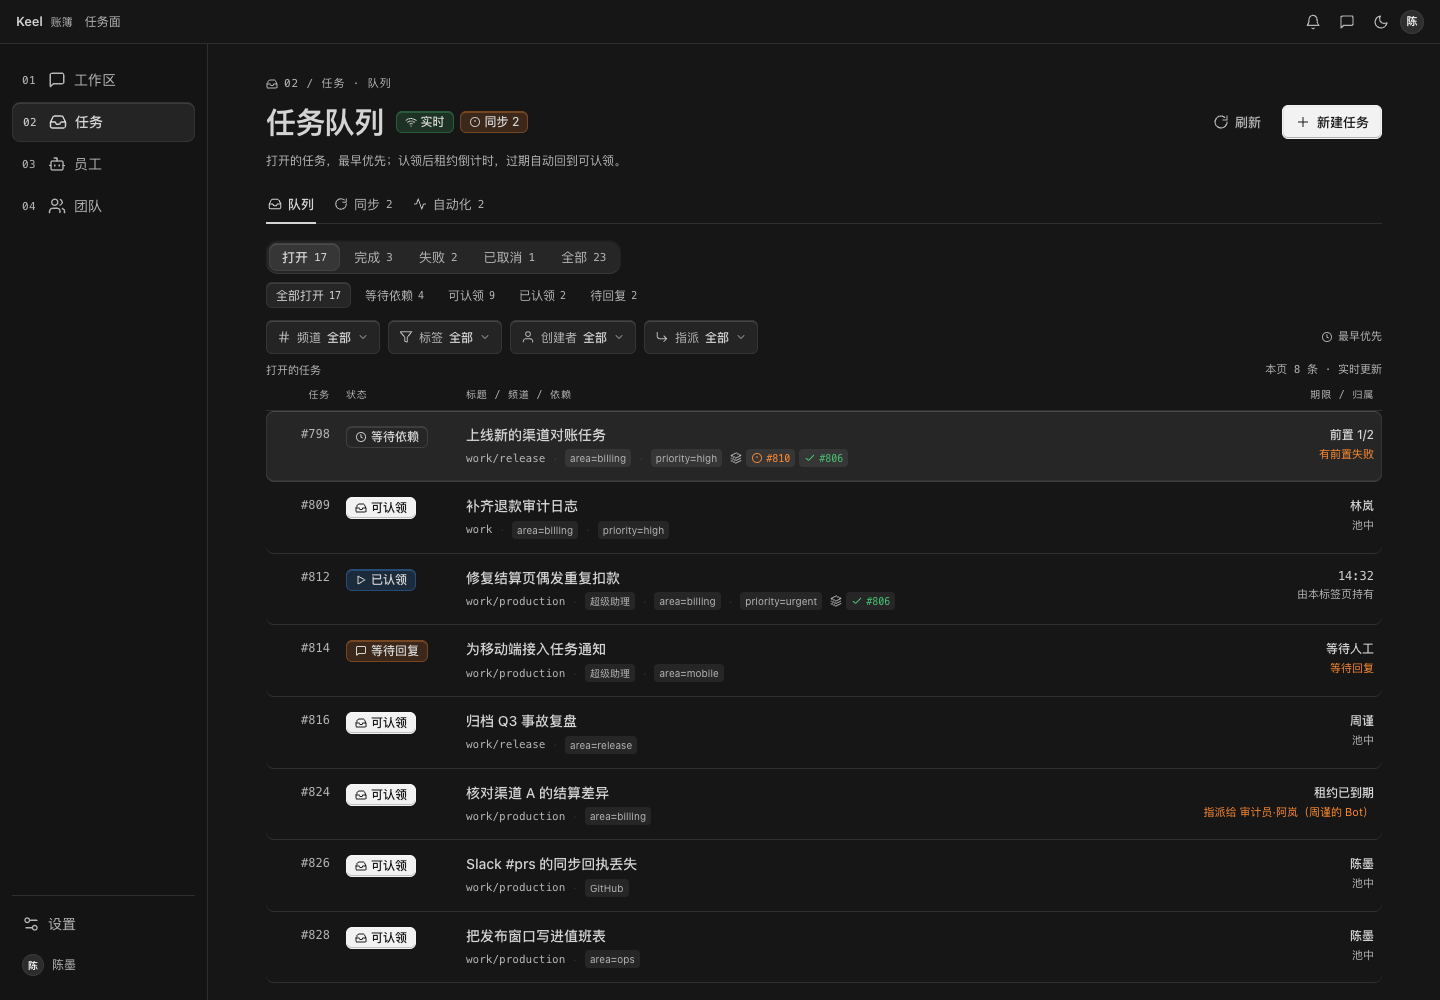 Keel 账簿 任务面
陈
01 工作区
02 任务
03 员工
04 团队
设置
陈 陈墨
02 / 任务 · 队列
任务队列 实时 同步 2
刷新 新建任务
打开的任务，最早优先；认领后租约倒计时，过期自动回到可认领。
队列 同步 2 自动化 2
打开 17 完成 3 失败 2 已取消 1 全部 23
全部打开 17 等待依赖 4 可认领 9 已认领 2 待回复 2
频道 全部 标签 全部 创建者 全部 指派 全部 最早优先
打开的任务 本页 8 条 · 实时更新
任务 状态 标题 / 频道 / 依赖 期限 / 归属
#798 等待依赖 上线新的渠道对账任务 前置 1/2
work/release · area=billing · priority=high #810 #806 有前置失败
#809 可认领 补齐退款审计日志 林岚
work · area=billing · priority=high 池中
#812 已认领 修复结算页偶发重复扣款 14:32
work/production · 超级助理 · area=billing · priority=urgent #806 由本标签页持有
#814 等待回复 为移动端接入任务通知 等待人工
work/production · 超级助理 · area=mobile 等待回复
#816 可认领 归档 Q3 事故复盘 周谨
work/release · area=release 池中
#824 可认领 核对渠道 A 的结算差异 租约已到期
work/production · area=billing 指派给 审计员·阿岚（周谨的 Bot）
#826 可认领 Slack #prs 的同步回执丢失 陈墨
work/production · GitHub 池中
#828 可认领 把发布窗口写进值班表 陈墨
work/production · area=ops 池中